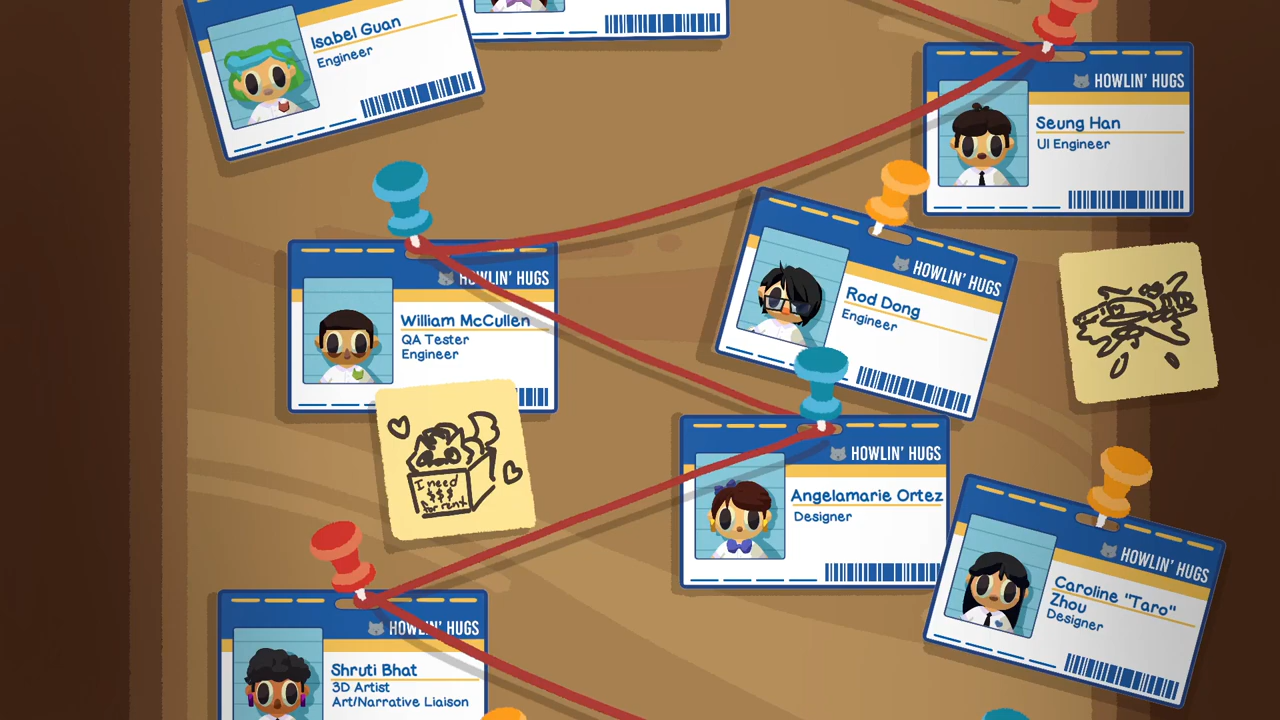 Isabel Guan
Engineer
HOWLIN' HUGS
Seung Han
UI Engineer
HOWLIN' HUGS
William McCullen
QA Tester
Engineer
HOWLIN' HUGS
Rod Dong
Engineer
I need
$$$
for rent
HOWLIN' HUGS
Angelamarie Ortez
Designer
HOWLIN' HUGS
Caroline "Taro"
Zhou
Designer
HOWLIN' HUGS
Shruti Bhat
3D Artist
Art/Narrative Liaison